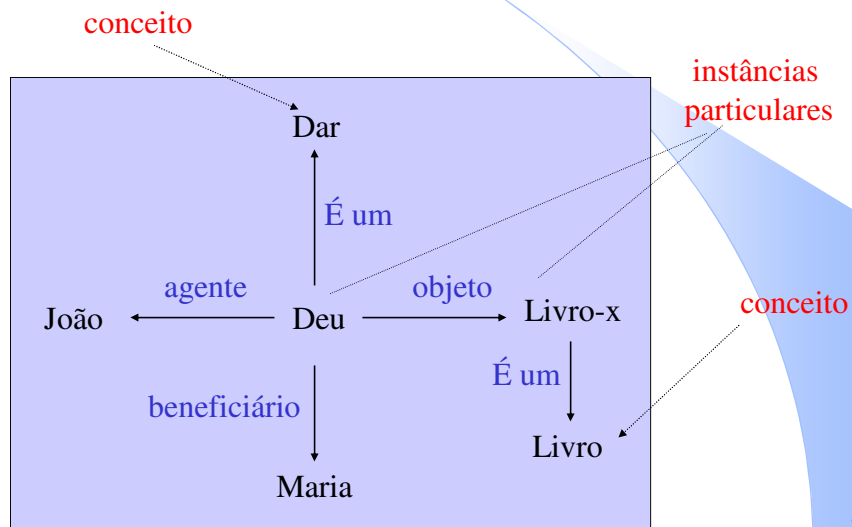 conceito
instâncias
particulares
Dar
É um
agente
objeto
João
Deu
Livro-x
conceito
É um
beneficiário
Livro
Maria